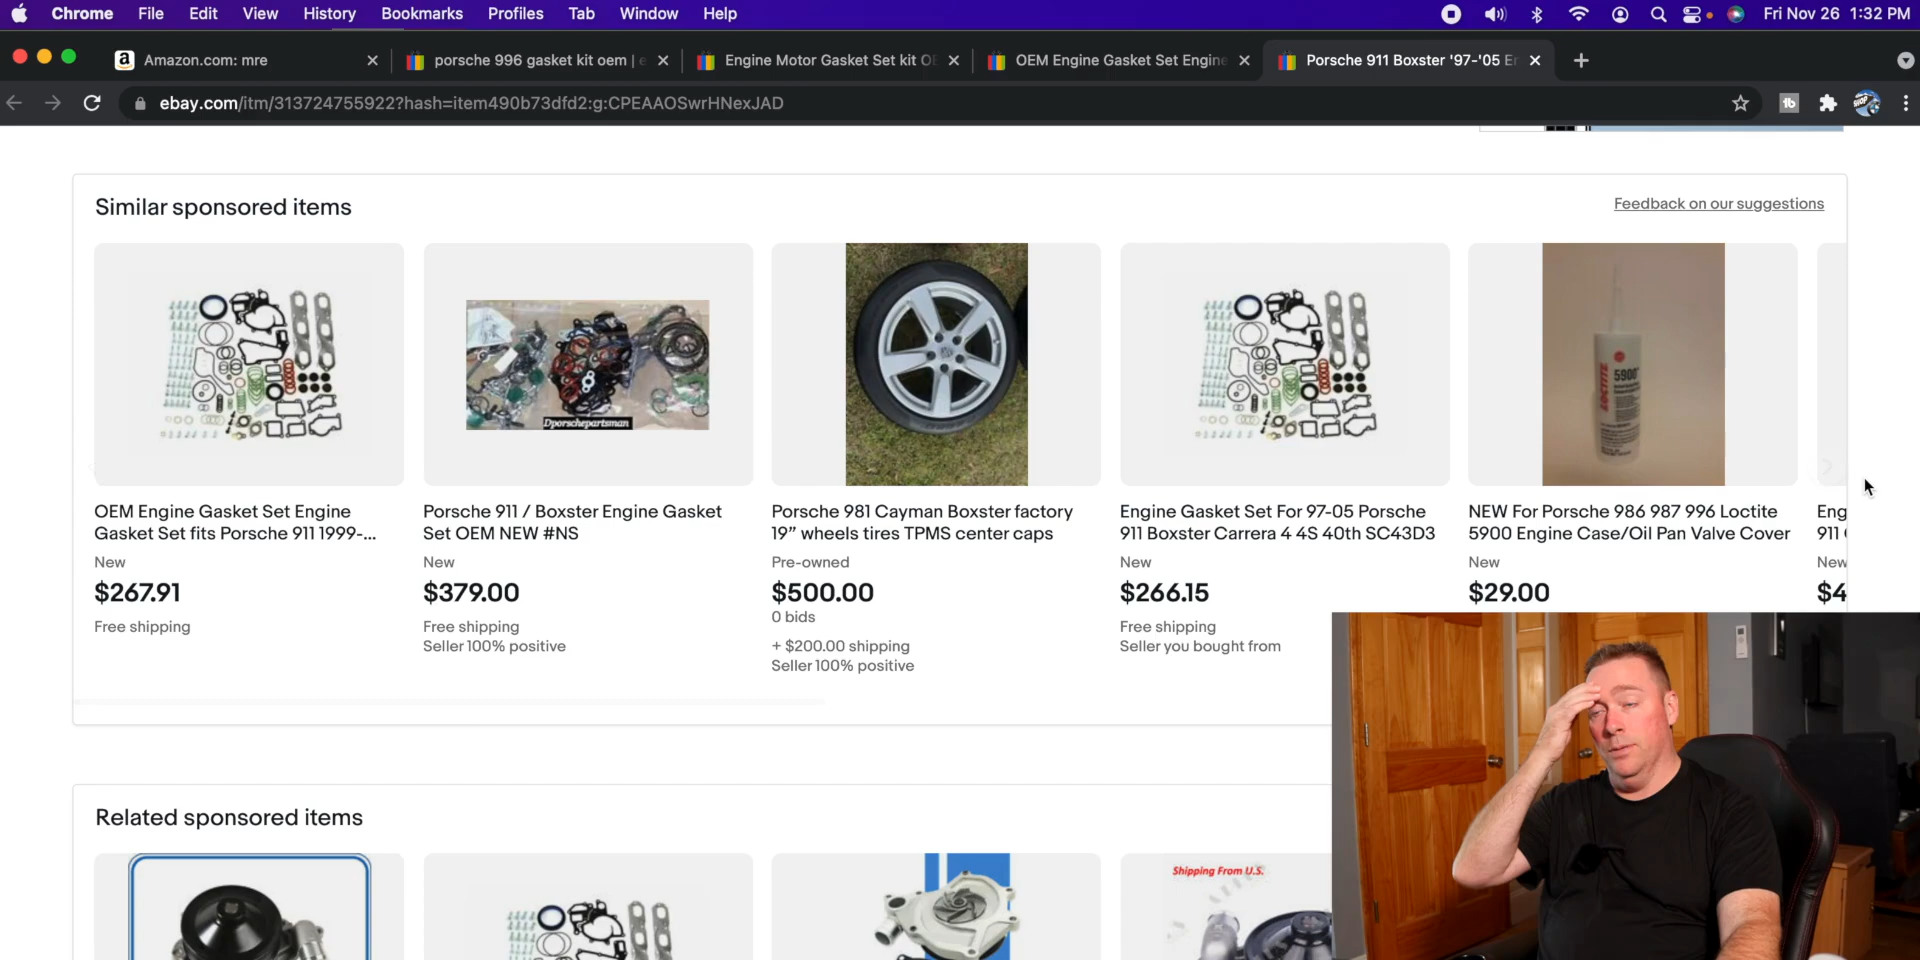 Chrome File Edit View History Bookmarks Profiles Tab Window Help Fri Nov 26 1:32 PM
Amazon.com: mre
porsche 996 gasket kit oem | e
Engine Motor Gasket Set kit O
OEM Engine Gasket Set Engine
Porsche 911 Boxster '97-'05 En
ebay.com/itm/313724755922?hash=item490b73dfd2:g:CPEAAOSwrHNexJAD
Similar sponsored items
Feedback on our suggestions
Dporschepartsman
LOCTITE
5900
OEM Engine Gasket Set Engine
Gasket Set fits Porsche 911 1999-...
New
$267.91
Free shipping
Porsche 911 / Boxster Engine Gasket
Set OEM NEW #NS
New
$379.00
Free shipping
Seller 100% positive
Porsche 981 Cayman Boxster factory
19” wheels tires TPMS center caps
Pre-owned
$500.00
0 bids
+ $200.00 shipping
Seller 100% positive
Engine Gasket Set For 97-05 Porsche
911 Boxster Carrera 4 4S 40th SC43D3
New
$266.15
Free shipping
Seller you bought from
NEW For Porsche 986 987 996 Loctite
5900 Engine Case/Oil Pan Valve Cover
New
$29.00
Eng
911
New
$4
Related sponsored items
Shipping From U.S.